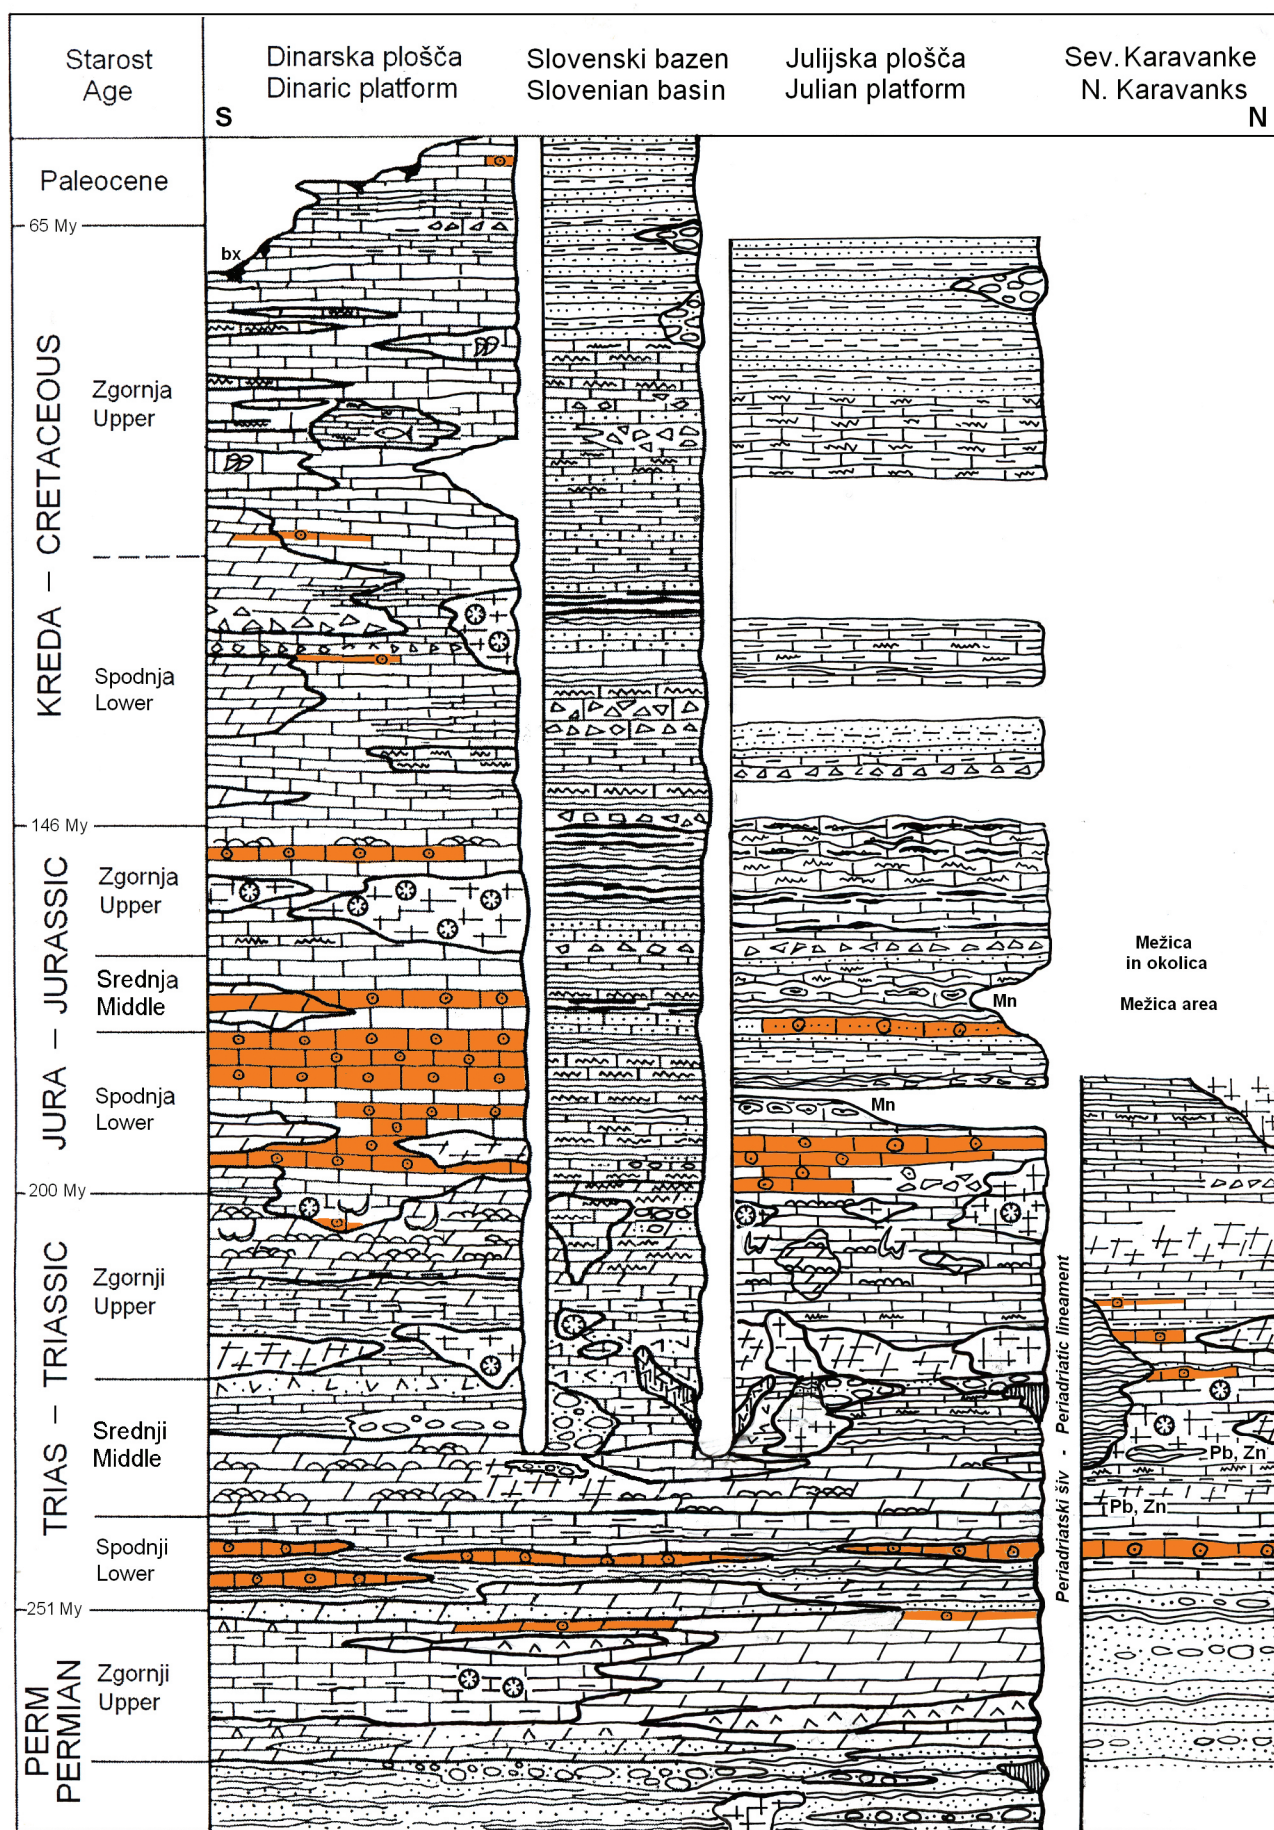 Starost
Age
Dinarska plošča
Dinaric platform
Slovenski bazen
Slovenian basin
Julijska plošča
Julian platform
Sev. Karavanke
N. Karavanks
S
N
Paleocene
65 My
bx
KREDA – CRETACEOUS
Zgornja
Upper
Spodnja
Lower
146 My
JURA – JURASSIC
Zgornja
Upper
Srednja
Middle
Spodnja
Lower
Mn
Mn
Mežica
in okolica
Mežica area
200 My
TRIAS – TRIASSIC
Zgornji
Upper
Srednji
Middle
Spodnji
Lower
Periadriatski šiv - Periadriatic lineament
Pb, Zn
Pb, Zn
251 My
PERM
PERMIAN
Zgornji
Upper